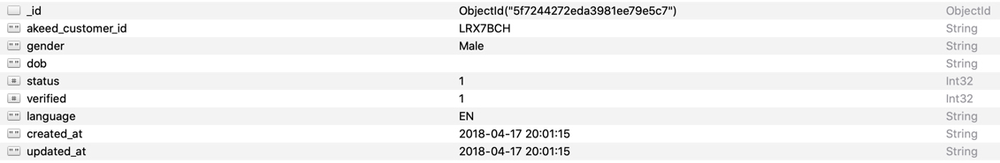 _id ObjectId("5f7244272eda3981ee79e5c7") ObjectId
"" akeed_customer_id LRX7BCH String
"" gender Male String
"" dob String
# status 1 Int32
# verified 1 Int32
"" language EN String
"" created_at 2018-04-17 20:01:15 String
"" updated_at 2018-04-17 20:01:15 String